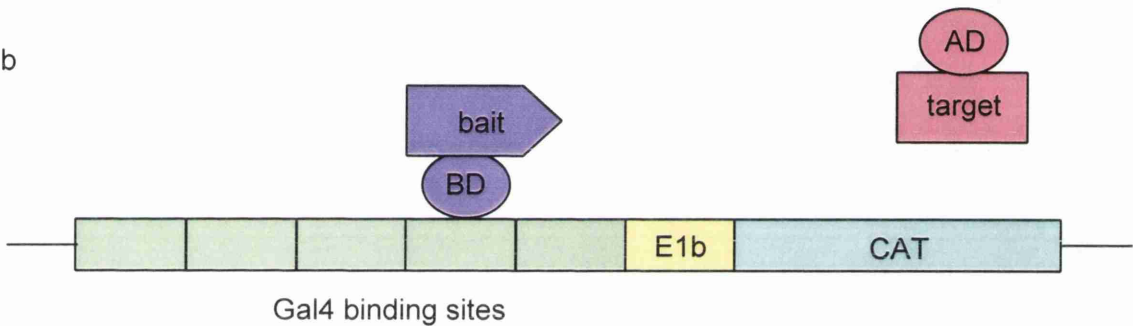 b
AD
target
bait
BD
E1b
CAT
Gal4 binding sites